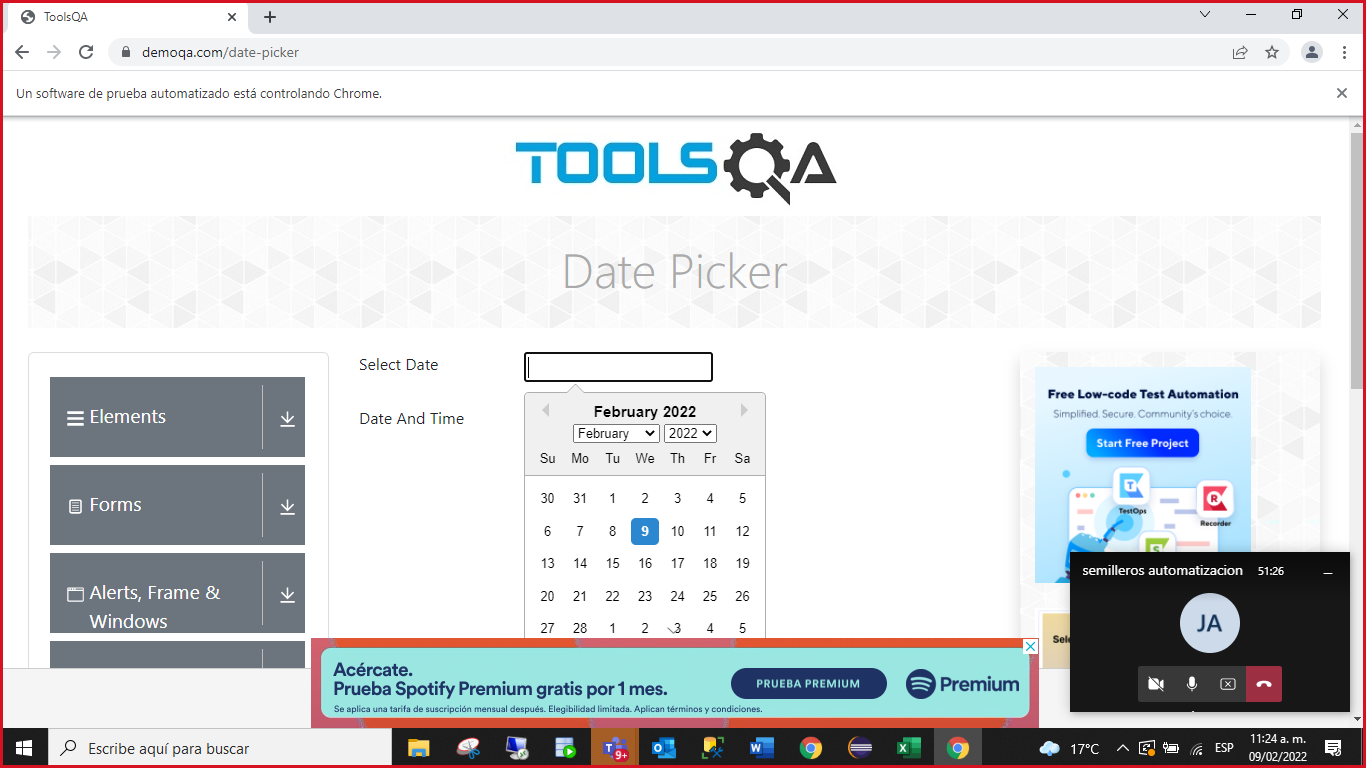 ToolsQA
demoqa.com/date-picker
Un software de prueba automatizado está controlando Chrome.
TOOLSQA
Date Picker
Elements
Forms
Alerts, Frame &
Windows
Select Date
Date And Time
February 2022
February 2022
Su Mo Tu We Th Fr Sa
30 31 1 2 3 4 5
6 7 8 9 10 11 12
13 14 15 16 17 18 19
20 21 22 23 24 25 26
27 28 1 2 3 4 5
Free Low-code Test Automation
Simplified. Secure. Community's choice.
Start Free Project
TestOps
Recorder
Sele
semilleros automatizacion 51:26
JA
Acércate.
Prueba Spotify Premium gratis por 1 mes.
Se aplica una tarifa de suscripción mensual después. Elegibilidad limitada. Aplican términos y condiciones.
PRUEBA PREMIUM
Premium
Escribe aquí para buscar
9+
17°C
ESP
11:24 a. m.
09/02/2022